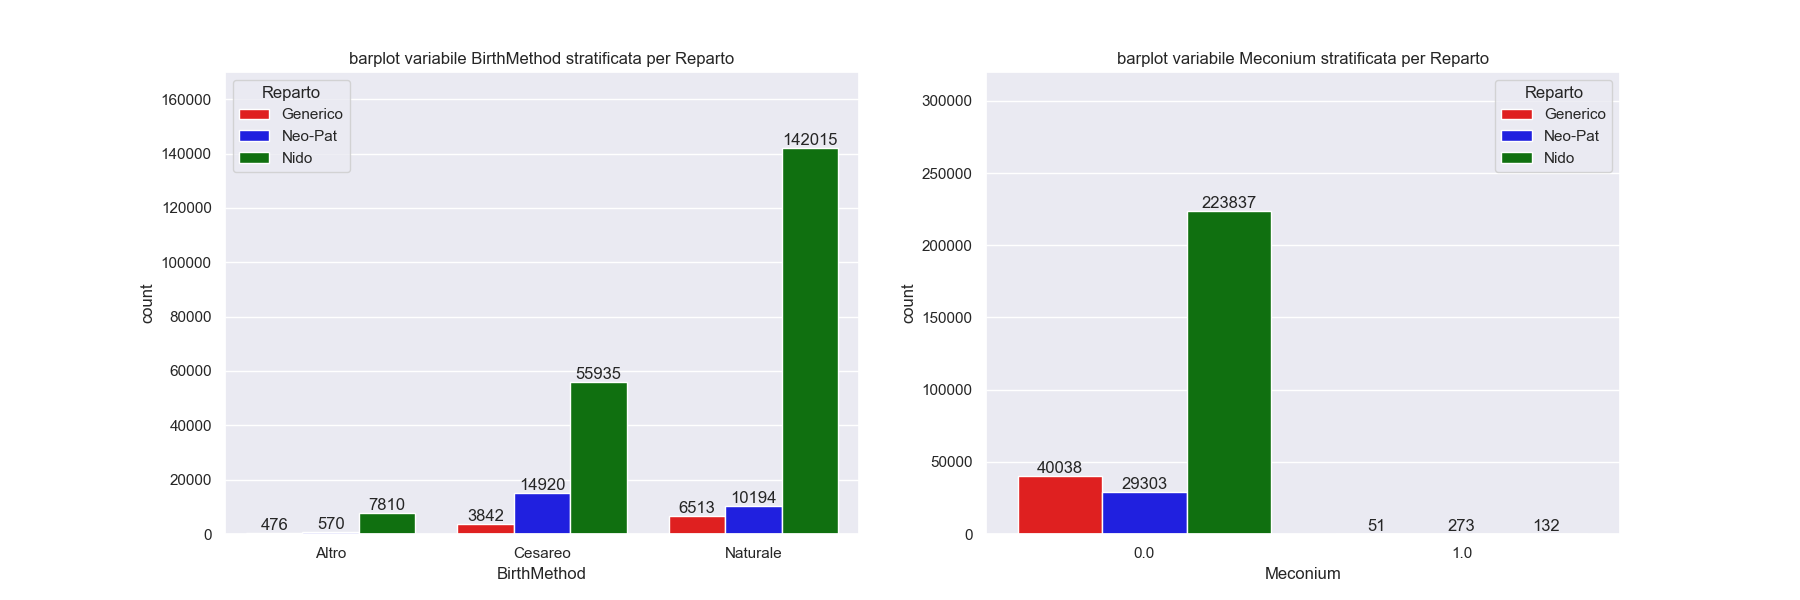 barplot variabile BirthMethod stratificata per Reparto
Reparto
Generico
Neo-Pat
Nido
160000
140000
120000
100000
80000
60000
40000
20000
0
count
476
570
7810
3842
14920
55935
6513
10194
142015
Altro
Cesareo
Naturale
BirthMethod
barplot variabile Meconium stratificata per Reparto
Reparto
Generico
Neo-Pat
Nido
300000
250000
200000
150000
100000
50000
0
count
40038
29303
223837
51
273
132
0.0
1.0
Meconium